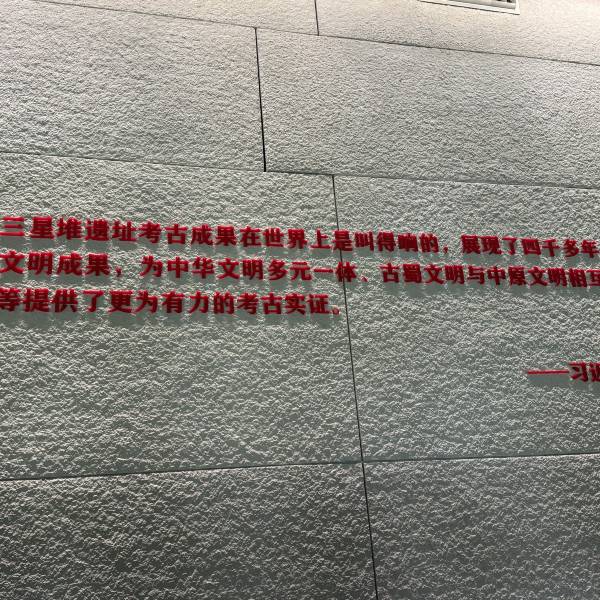 三星堆遗址考古成果在世界上是叫得响的，展现了四千多年
文明成果，为中华文明多元一体、古蜀文明与中原文明相互
等提供了更为有力的考古实证。
——习近